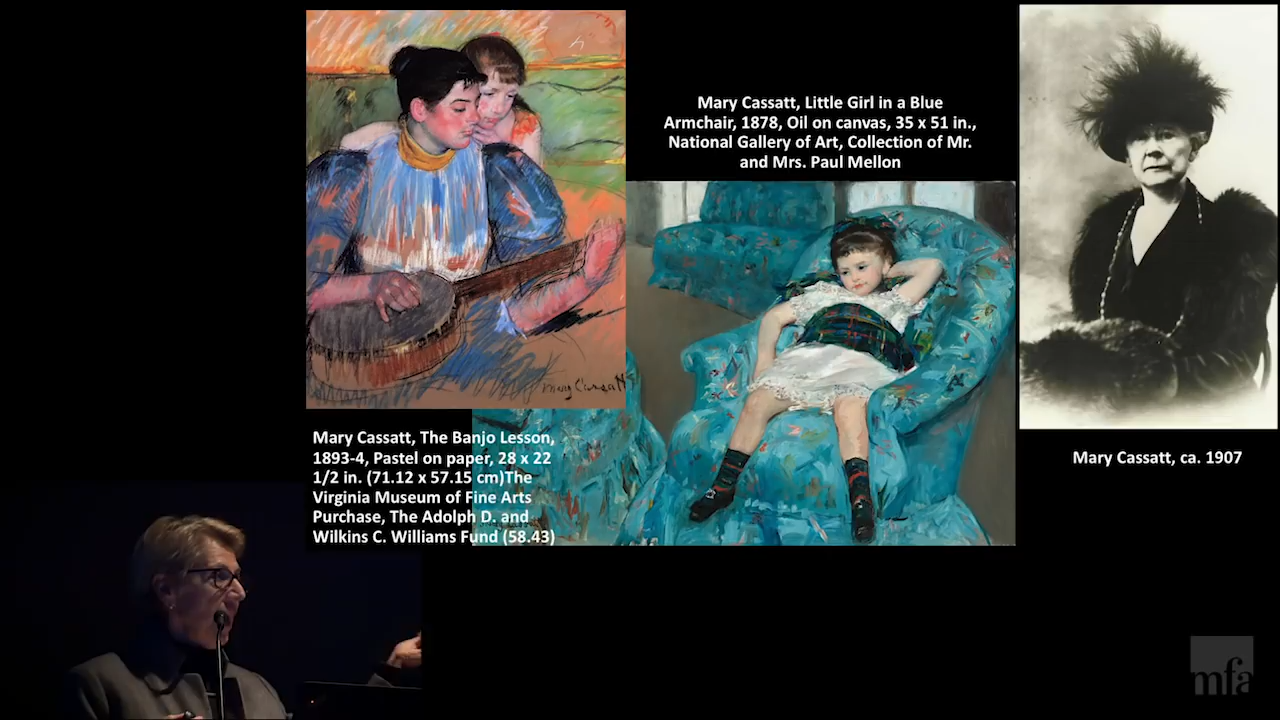 Mary Cassatt, Little Girl in a Blue
Armchair, 1878, Oil on canvas, 35 x 51 in.,
National Gallery of Art, Collection of Mr.
and Mrs. Paul Mellon
Mary Cassatt
Mary Cassatt, The Banjo Lesson,
1893-4, Pastel on paper, 28 x 22
1/2 in. (71.12 x 57.15 cm)The
Virginia Museum of Fine Arts
Purchase, The Adolph D. and
Wilkins C. Williams Fund (58.43)
Mary Cassatt, ca. 1907
mfa